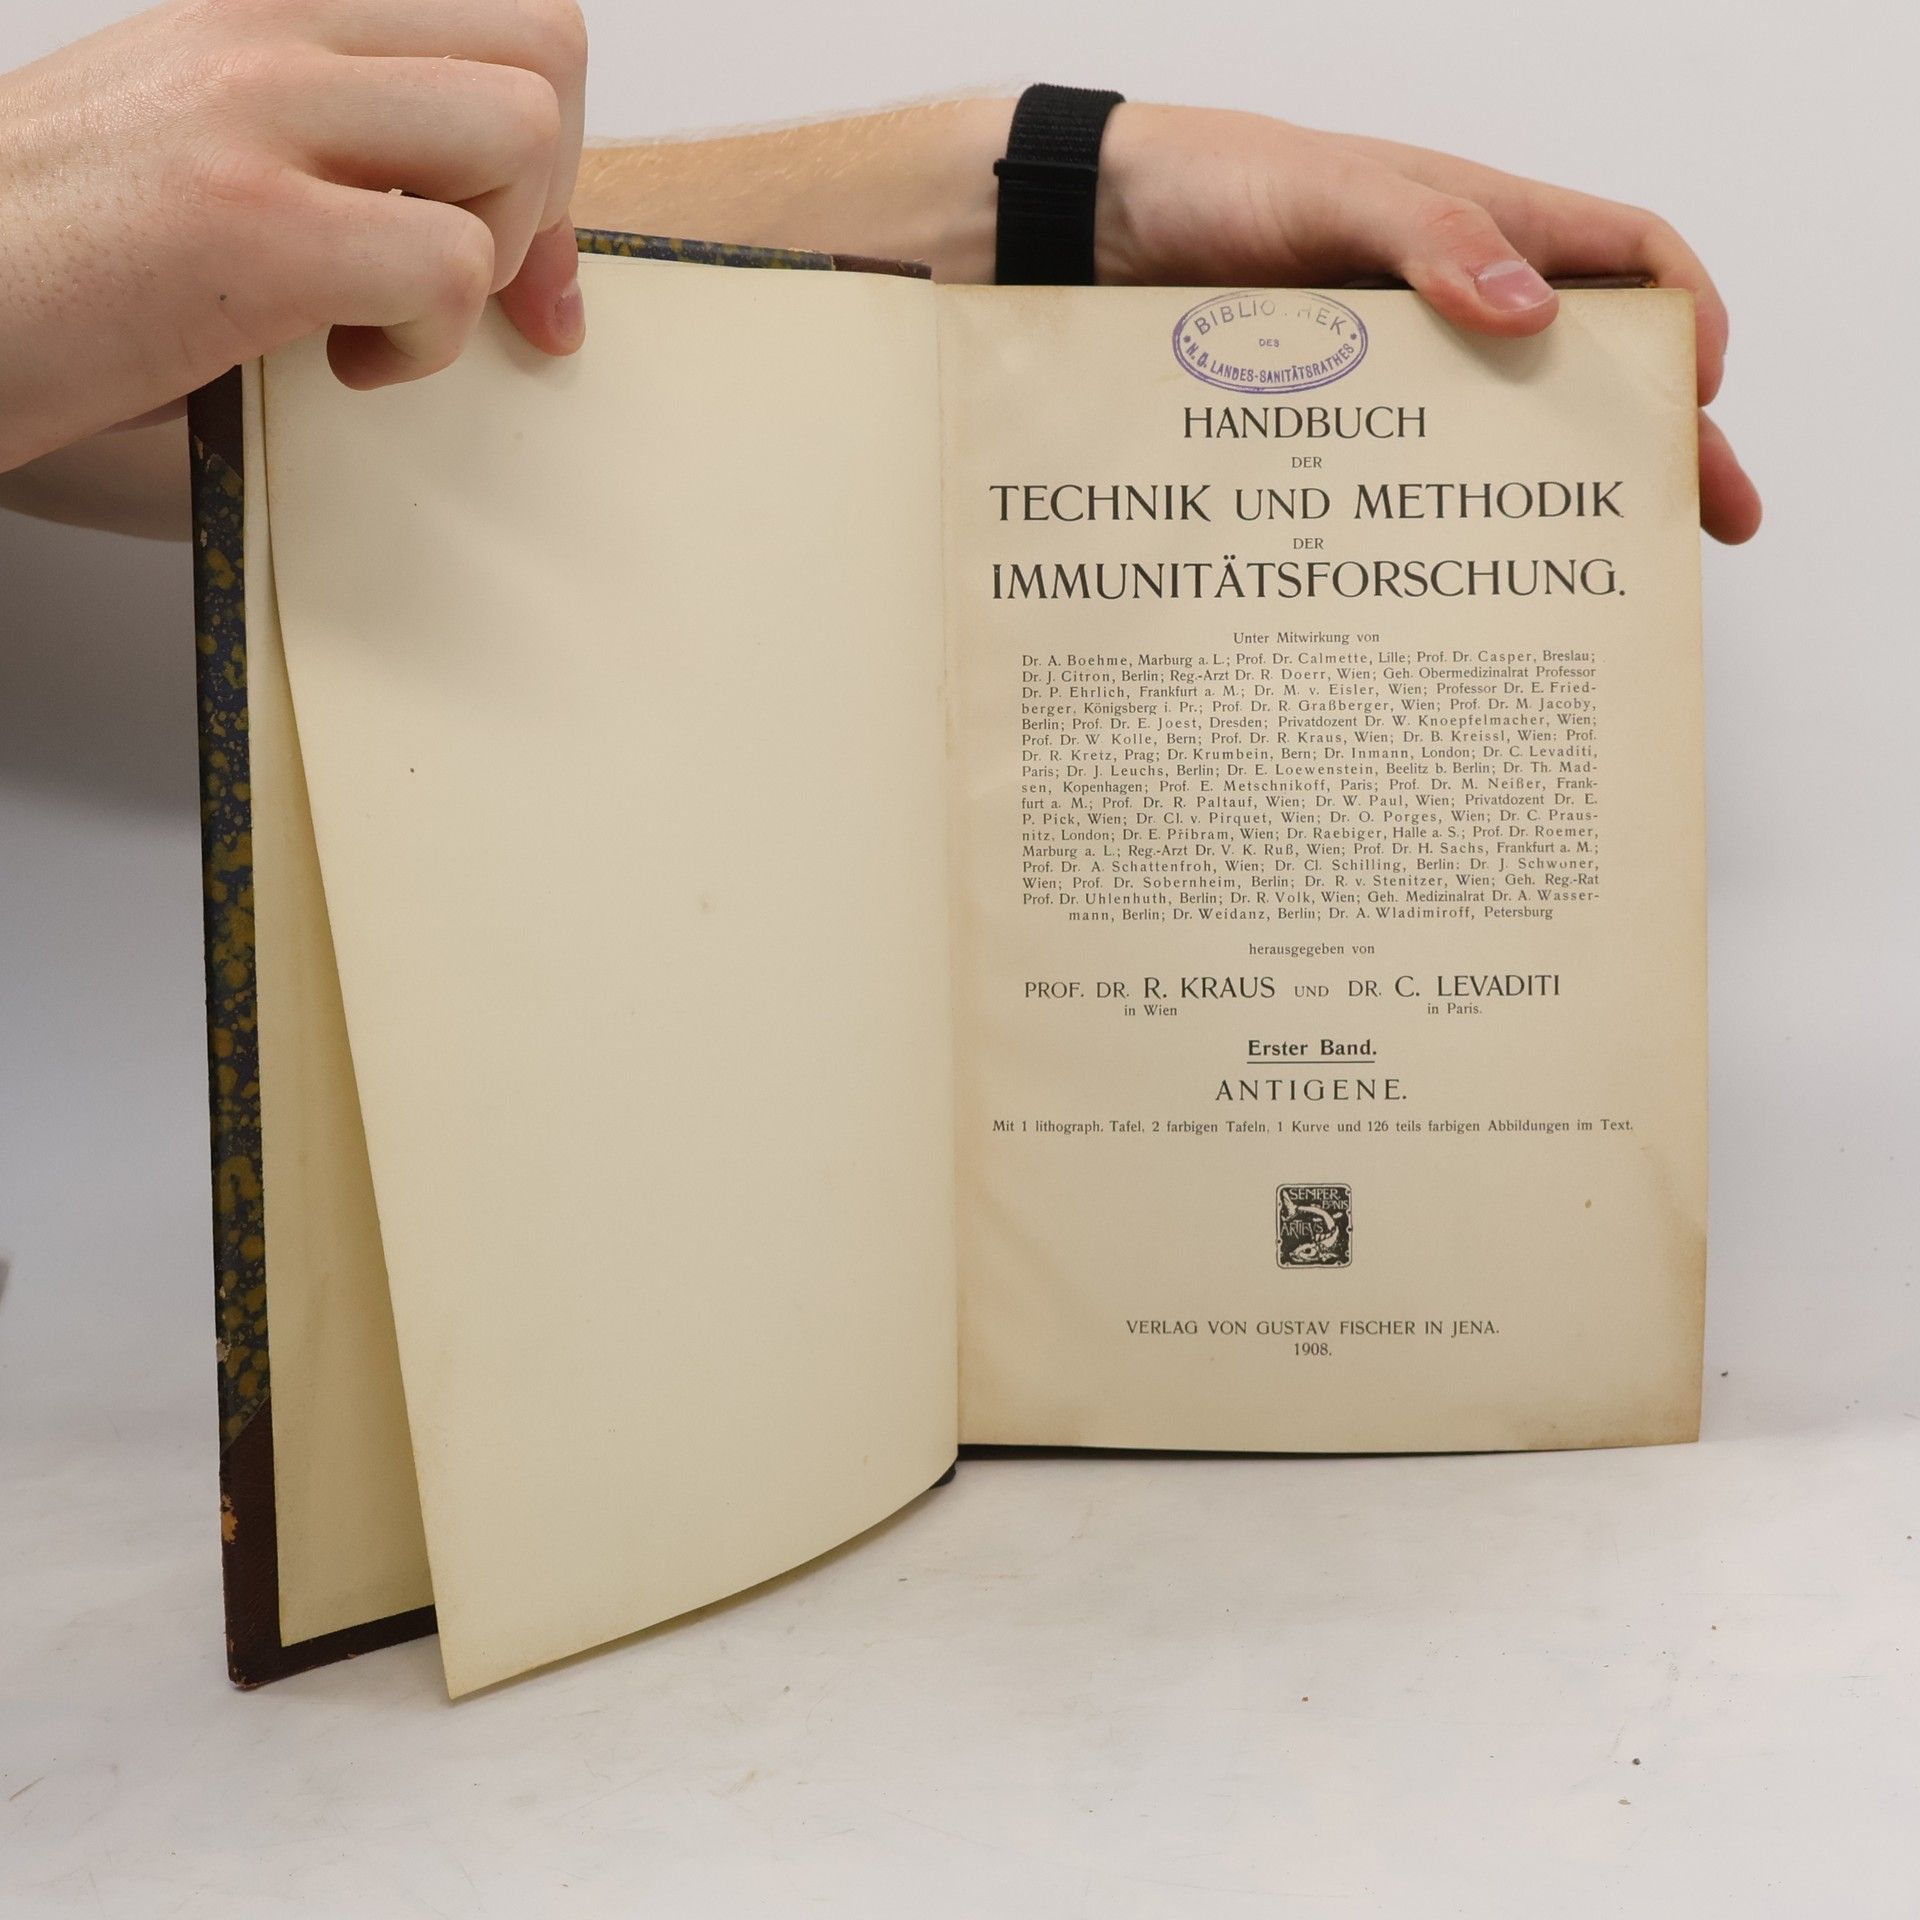 BIBLIO HEK
DES
N. Ö. LANDES-SANITÄTSRATHES
HANDBUCH
DER
TECHNIK UND METHODIK
DER
IMMUNITÄTSFORSCHUNG.
Unter Mitwirkung von
Dr. A. Boehme, Marburg a. L.; Prof. Dr. Calmette, Lille; Prof. Dr. Casper, Breslau;
Dr. J. Citron, Berlin; Reg.-Arzt Dr. R. Doerr, Wien; Geh. Obermedizinalrat Professor
Dr. P. Ehrlich, Frankfurt a. M.; Dr. M. v. Eisler, Wien; Professor Dr. E. Fried-
berger, Königsberg i. Pr.; Prof. Dr. R. Graßberger, Wien; Prof. Dr. M. Jacoby,
Berlin; Prof. Dr. E. Joest, Dresden; Privatdozent Dr. W. Knoepfelmacher, Wien;
Prof. Dr. W. Kolle, Bern; Prof. Dr. R. Kraus, Wien; Dr. B. Kreissl, Wien; Prof.
Dr. R. Kretz, Prag; Dr. Krumbein, Bern; Dr. Inmann, London; Dr. C. Levaditi,
Paris; Dr. J. Leuchs, Berlin; Dr. E. Loewenstein, Beelitz b. Berlin; Dr. Th. Mad-
sen, Kopenhagen; Prof. E. Metschnikoff, Paris; Prof. Dr. M. Neißer, Frank-
furt a. M.; Prof. Dr. R. Paltauf, Wien; Dr. W. Paul, Wien; Privatdozent Dr. E.
P. Pick, Wien; Dr. Cl. v. Pirquet, Wien; Dr. O. Porges, Wien; Dr. C. Praus-
nitz, London; Dr. E. Přibram, Wien; Dr. Raebiger, Halle a. S.; Prof. Dr. Roemer,
Marburg a. L.; Reg.-Arzt Dr. V. K. Ruß, Wien; Prof. Dr. H. Sachs, Frankfurt a. M.;
Prof. Dr. A. Schattenfroh, Wien; Dr. Cl. Schilling, Berlin; Dr. J. Schwoner,
Wien; Prof. Dr. Sobernheim, Berlin; Dr. R. v. Stenitzer, Wien; Geh. Reg.-Rat
Prof. Dr. Uhlenhuth, Berlin; Dr. R. Volk, Wien; Geh. Medizinalrat Dr. A. Wasser-
mann, Berlin; Dr. Weidanz, Berlin; Dr. A. Wladimiroff, Petersburg
herausgegeben von
PROF. DR. R. KRAUS UND DR. C. LEVADITI
in Wien in Paris.
Erster Band.
ANTIGENE.
Mit 1 lithograph. Tafel, 2 farbigen Tafeln, 1 Kurve und 126 teils farbigen Abbildungen im Text.
SEMPER
BONIS
ARTIBVS
VERLAG VON GUSTAV FISCHER IN JENA.
1908.